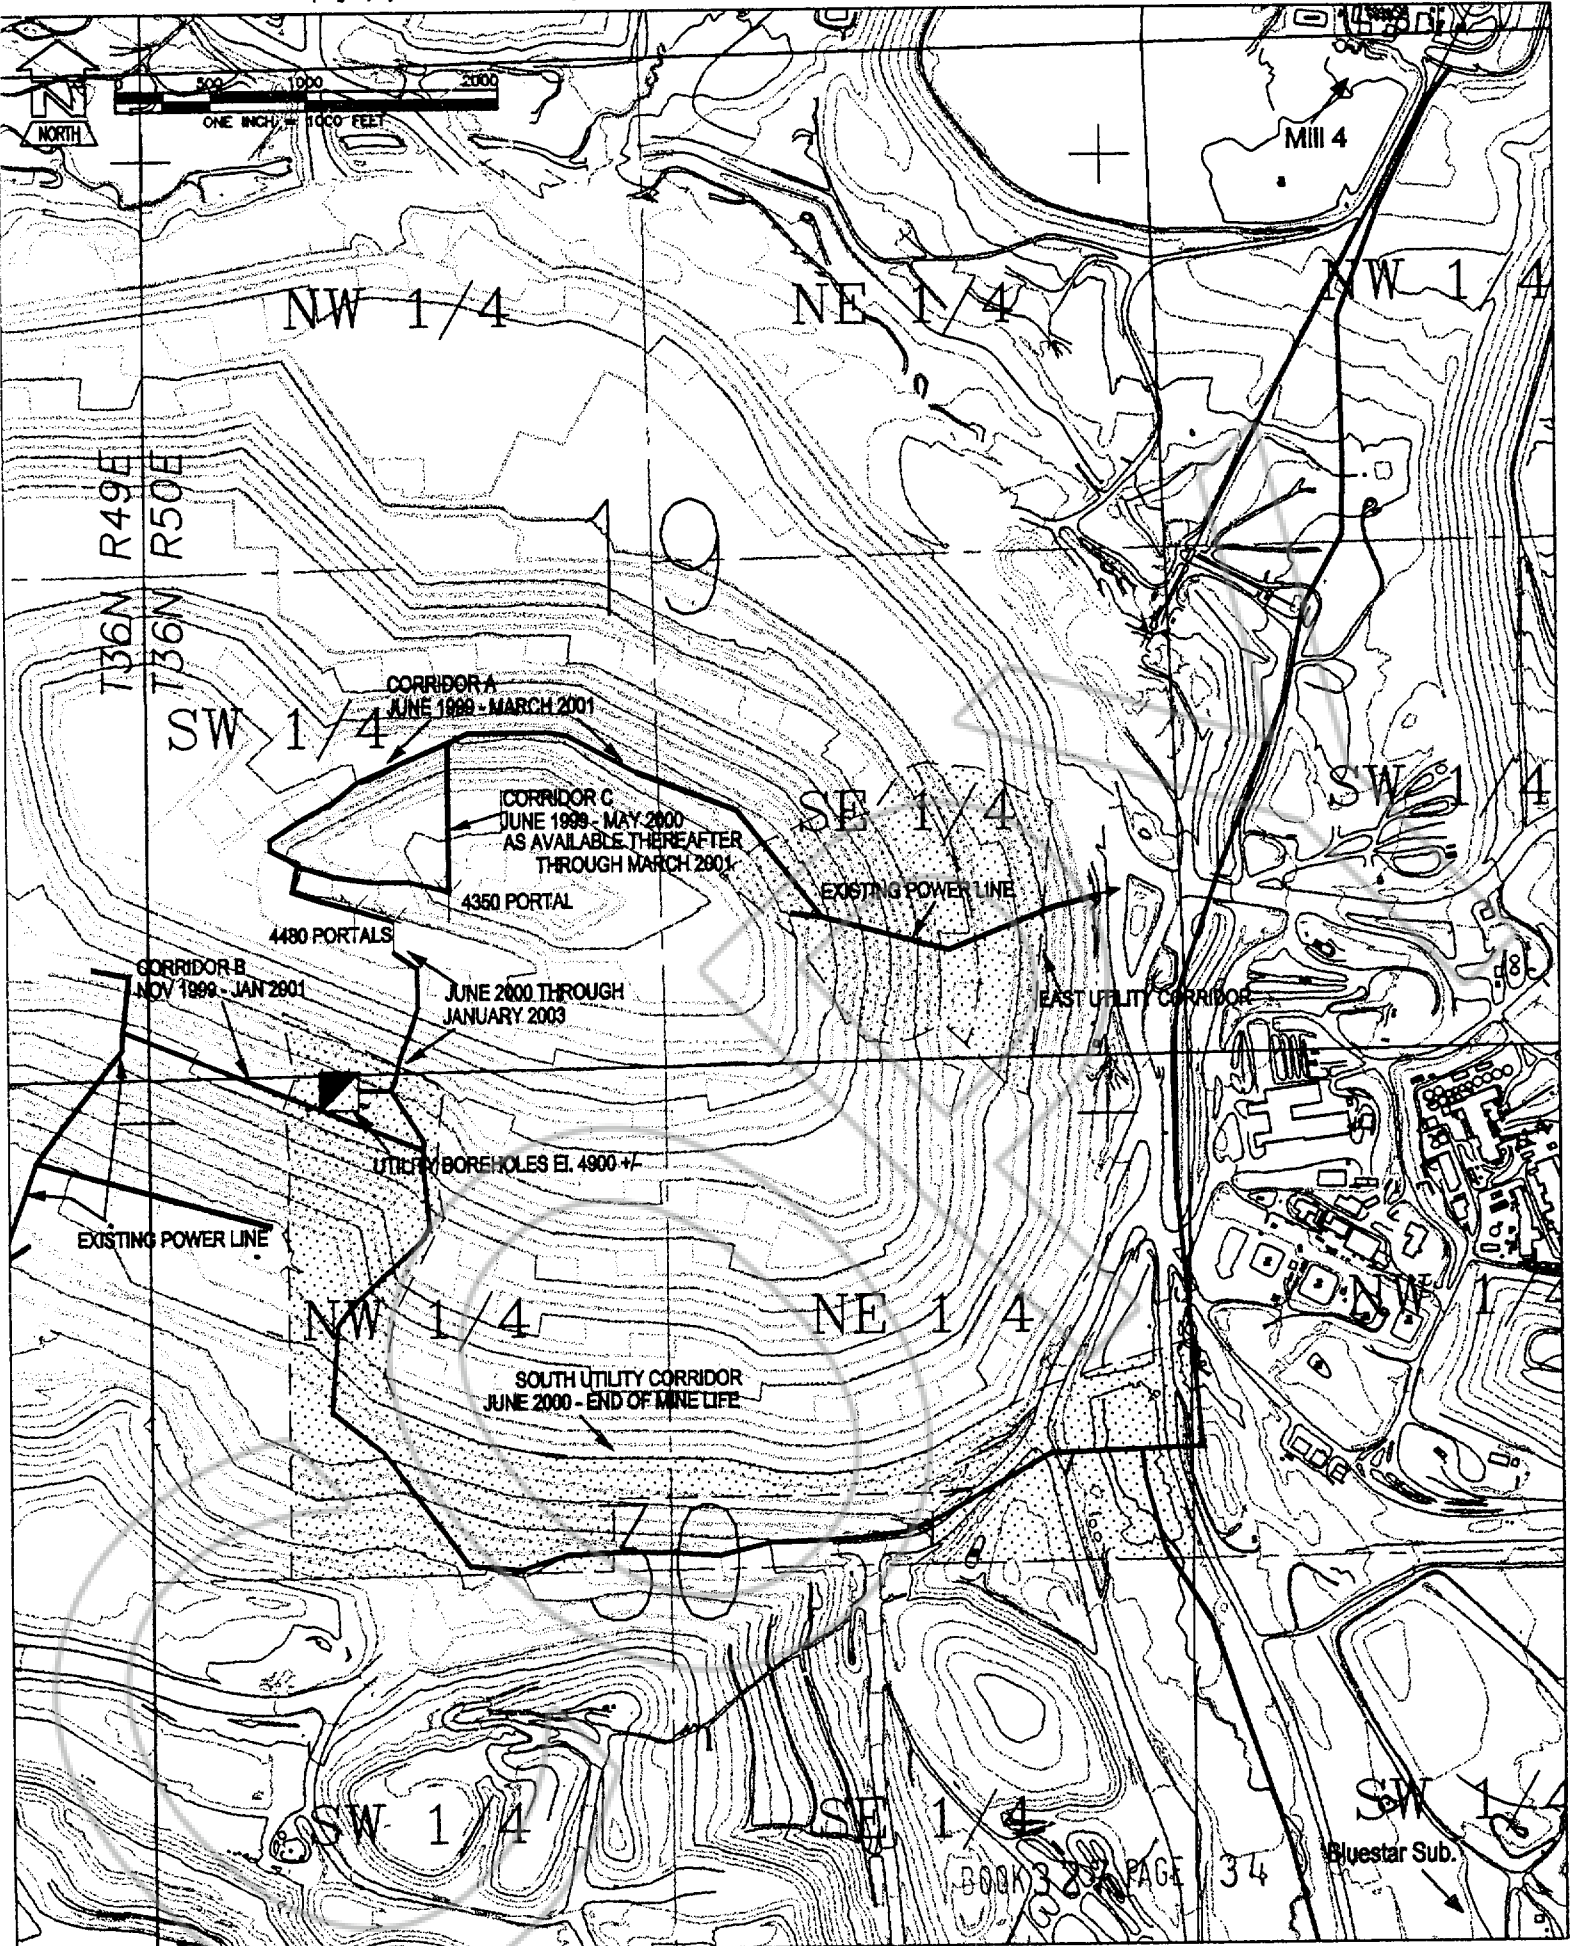 0 500 1000 2000
ONE INCH = 1000 FEET
N
NORTH
Mill 4
NW 1/4
NE 1/4
NW 1/4
T36N R49E
T36N R50E
19
CORRIDOR A
JUNE 1999 - MARCH 2001
SW 1/4
CORRIDOR C
JUNE 1999 - MAY 2000
AS AVAILABLE THEREAFTER
THROUGH MARCH 2001
SE 1/4
SW 1/4
EXISTING POWER LINE
4350 PORTAL
4480 PORTALS
CORRIDOR B
NOV 1999 - JAN 2001
JUNE 2000 THROUGH
JANUARY 2003
EAST UTILITY CORRIDOR
UTILITY BOREHOLES El. 4900 +/-
EXISTING POWER LINE
NW 1/4
NE 1/4
NW 1/4
SOUTH UTILITY CORRIDOR
JUNE 2000 - END OF MINE LIFE
30
SW 1/4
SE 1/4
SW 1/4
Bluestar Sub.
BOOK PAGE 34